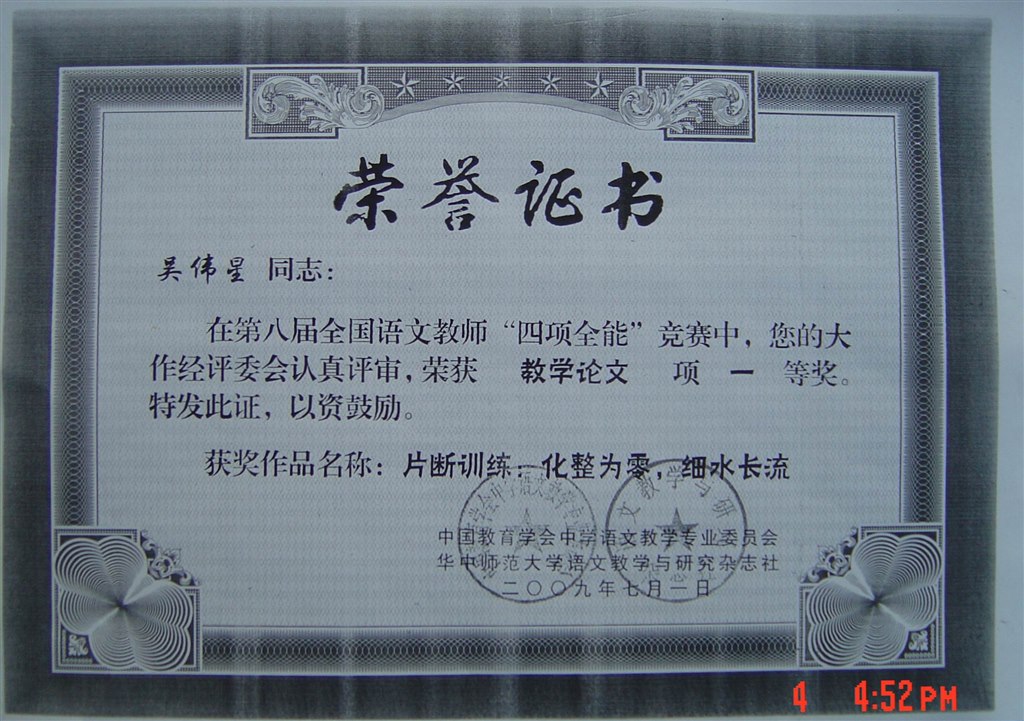 荣誉证书
吴伟星 同志：
在第八届全国语文教师“四项全能”竞赛中，您的大
作经评委会认真评审，荣获 教学论文 项 一 等奖。
特发此证，以资鼓励。
获奖作品名称：片断训练：化整为零，细水长流
中国教育学会中学语文教学专业委员会
华中师范大学语文教学与研究杂志社
二〇〇九年七月一日
4 4:52PM